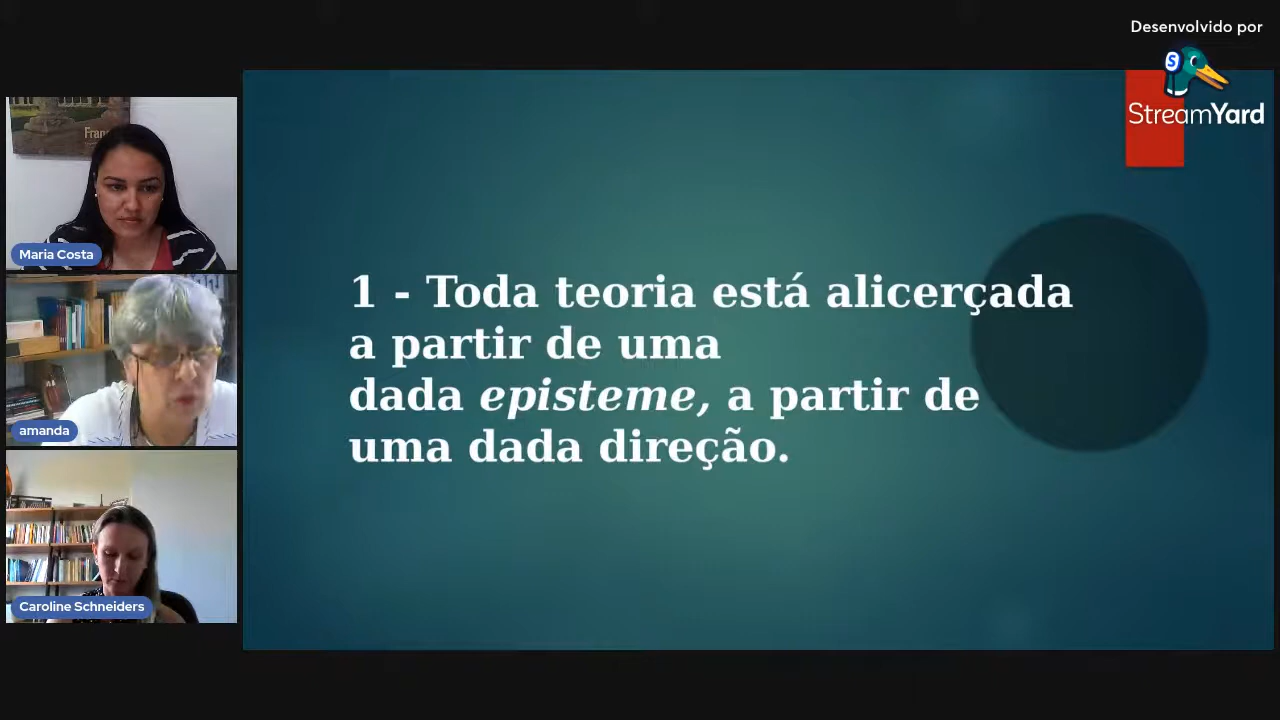 Desenvolvido por
StreamYard
Fran
Maria Costa
amanda
Caroline Schneiders
1 - Toda teoria está alicerçada
a partir de uma
dada episteme, a partir de
uma dada direção.